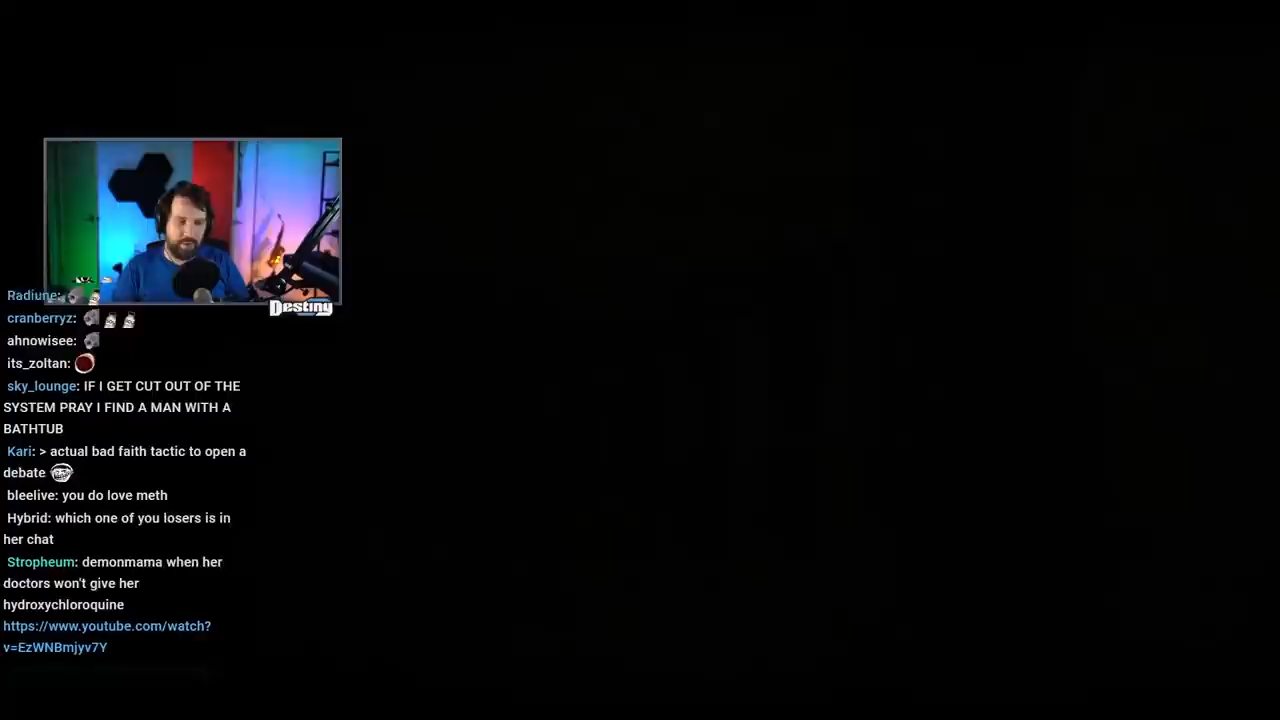 Destiny
Radiune:
cranberryz:
ahnowisee:
its_zoltan:
sky_lounge: IF I GET CUT OUT OF THE
SYSTEM PRAY I FIND A MAN WITH A
BATHTUB
Kari: > actual bad faith tactic to open a
debate
bleelive: you do love meth
Hybrid: which one of you losers is in
her chat
Stropheum: demonmama when her
doctors won't give her
hydroxychloroquine
https://www.youtube.com/watch?
v=EzWNBmjyv7Y